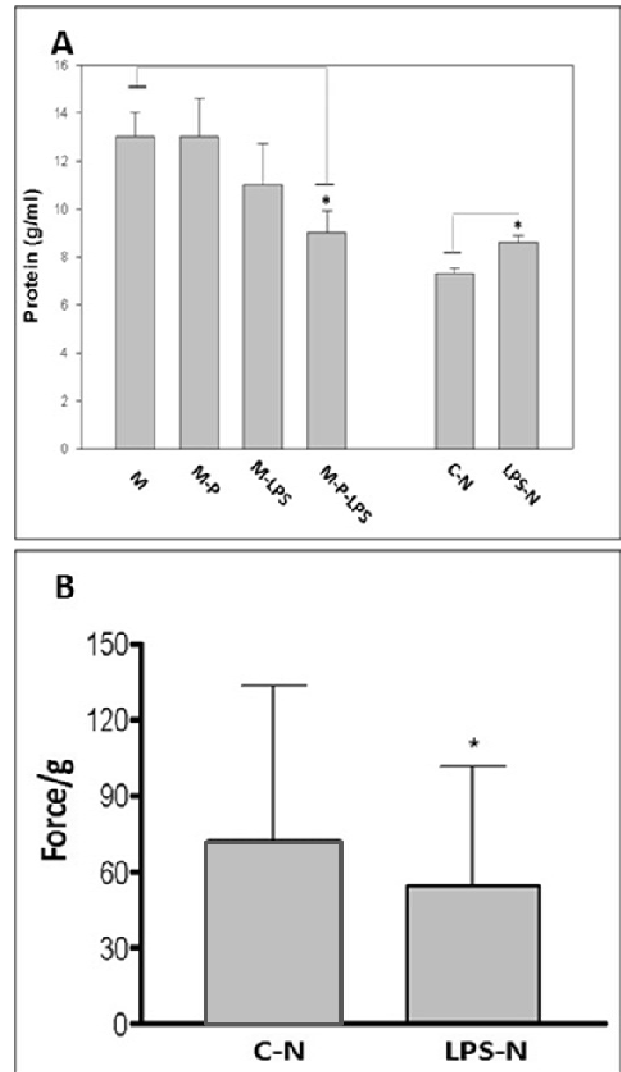 A
Protein (g/ml)
16
14
12
10
8
6
4
2
0
*
*
M
M-P
M-LPS
M-P-LPS
C-N
LPS-N
B
Force/g
150
120
90
60
30
0
*
C-N
LPS-N